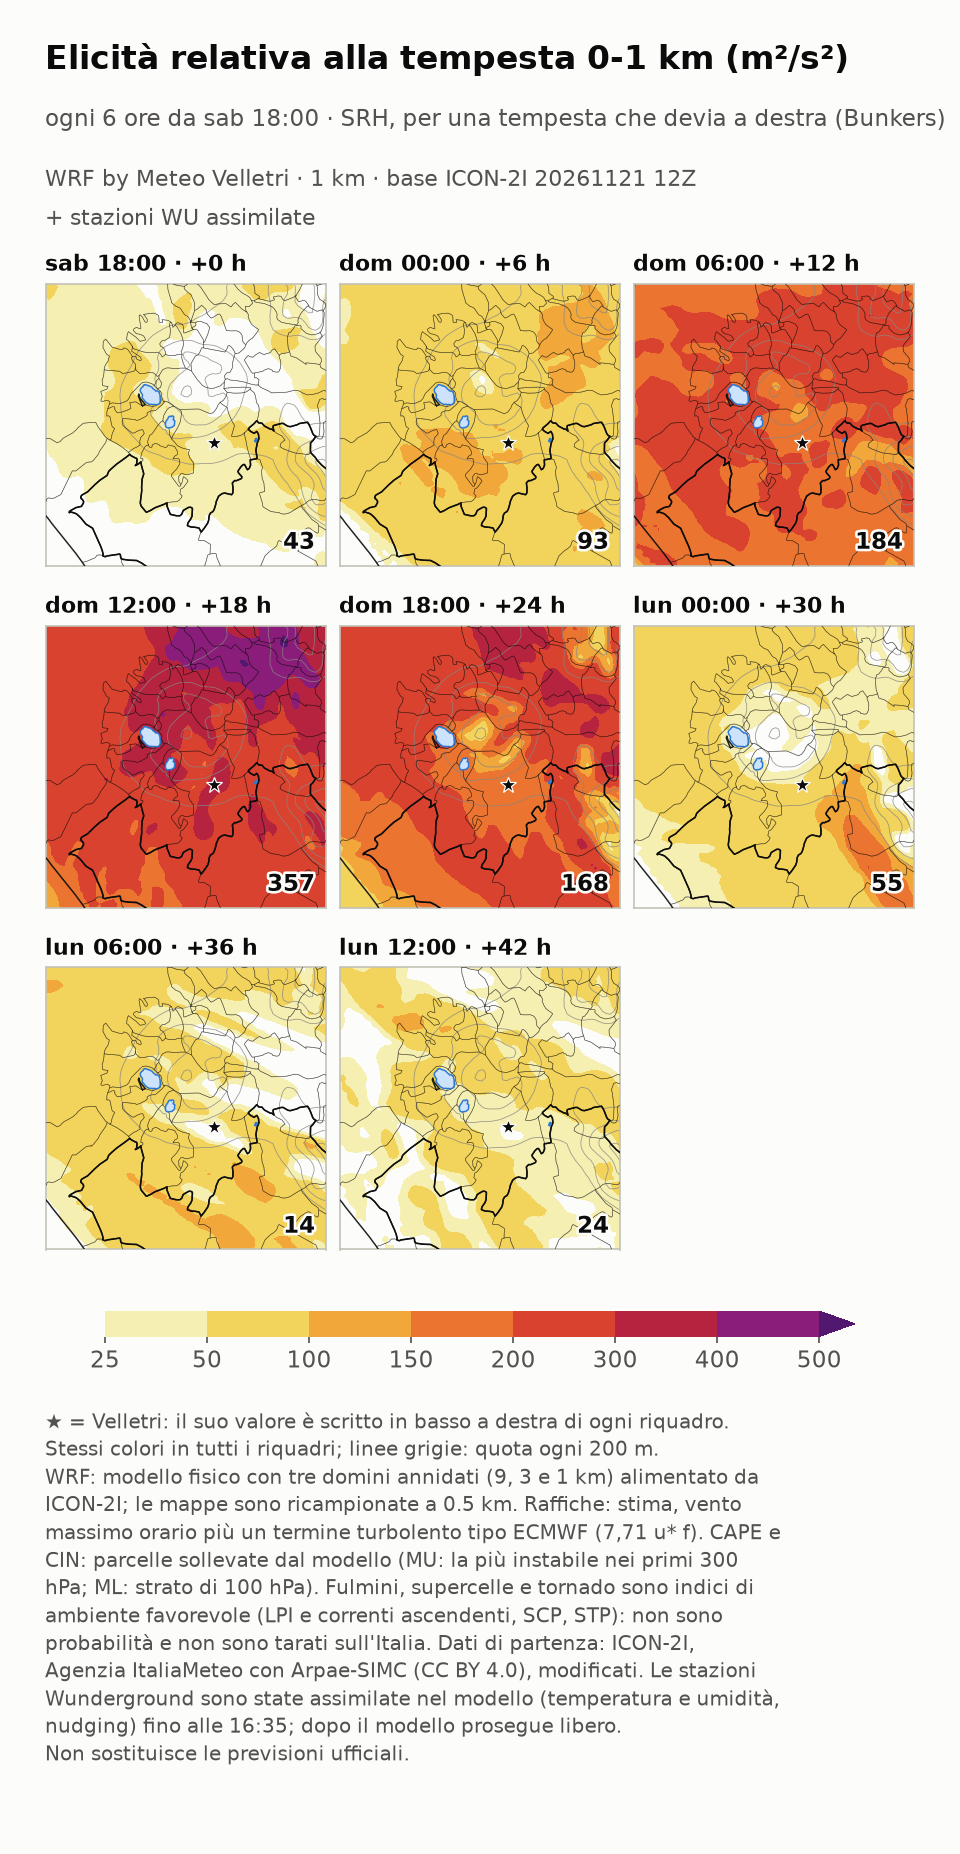 Elicità relativa alla tempesta 0-1 km (m²/s²)
ogni 6 ore da sab 18:00 · SRH, per una tempesta che devia a destra (Bunkers)
WRF by Meteo Velletri · 1 km · base ICON-2I 20261121 12Z
+ stazioni WU assimilate
sab 18:00 · +0 h
dom 00:00 · +6 h
dom 06:00 · +12 h
43
93
184
dom 12:00 · +18 h
dom 18:00 · +24 h
lun 00:00 · +30 h
357
168
55
lun 06:00 · +36 h
lun 12:00 · +42 h
14
24
25 50 100 150 200 300 400 500
★ = Velletri: il suo valore è scritto in basso a destra di ogni riquadro.
Stessi colori in tutti i riquadri; linee grigie: quota ogni 200 m.
WRF: modello fisico con tre domini annidati (9, 3 e 1 km) alimentato da
ICON-2I; le mappe sono ricampionate a 0.5 km. Raffiche: stima, vento
massimo orario più un termine turbolento tipo ECMWF (7,71 u* f). CAPE e
CIN: parcelle sollevate dal modello (MU: la più instabile nei primi 300
hPa; ML: strato di 100 hPa). Fulmini, supercelle e tornado sono indici di
ambiente favorevole (LPI e correnti ascendenti, SCP, STP): non sono
probabilità e non sono tarati sull'Italia. Dati di partenza: ICON-2I,
Agenzia ItaliaMeteo con Arpae-SIMC (CC BY 4.0), modificati. Le stazioni
Wunderground sono state assimilate nel modello (temperatura e umidità,
nudging) fino alle 16:35; dopo il modello prosegue libero.
Non sostituisce le previsioni ufficiali.